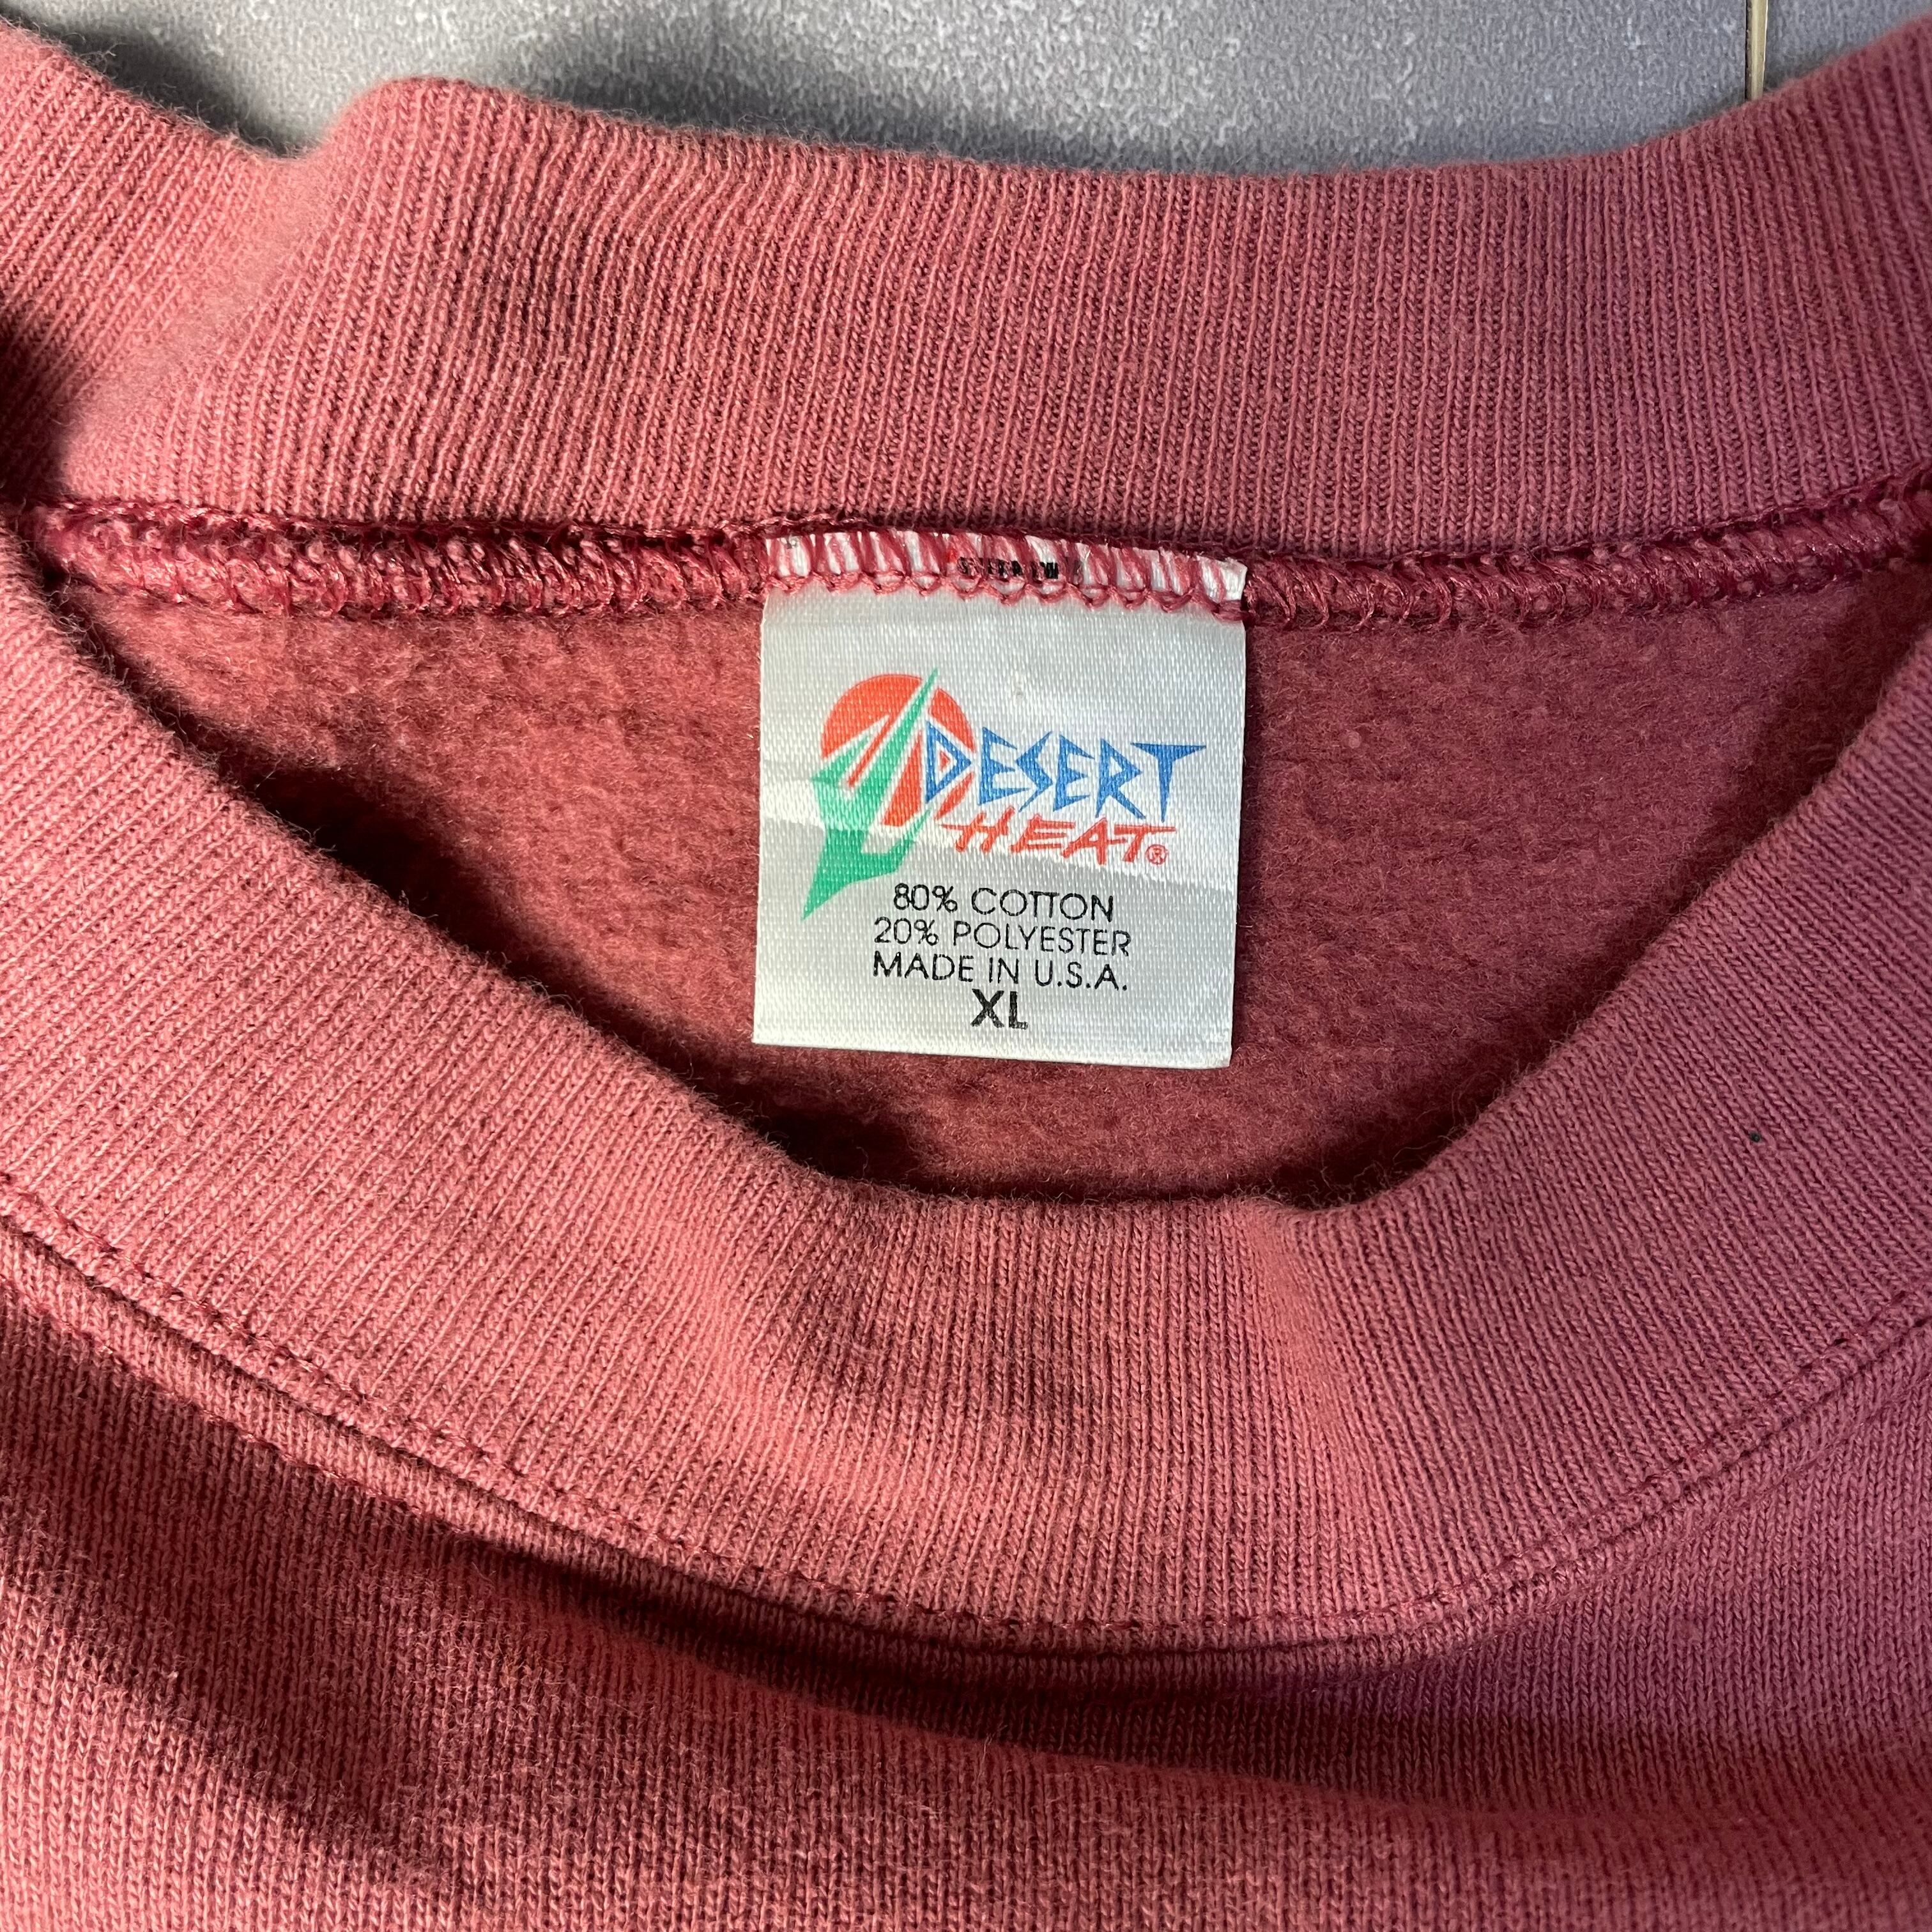 DESERT
HEAT®
80% COTTON
20% POLYESTER
MADE IN U.S.A.
XL